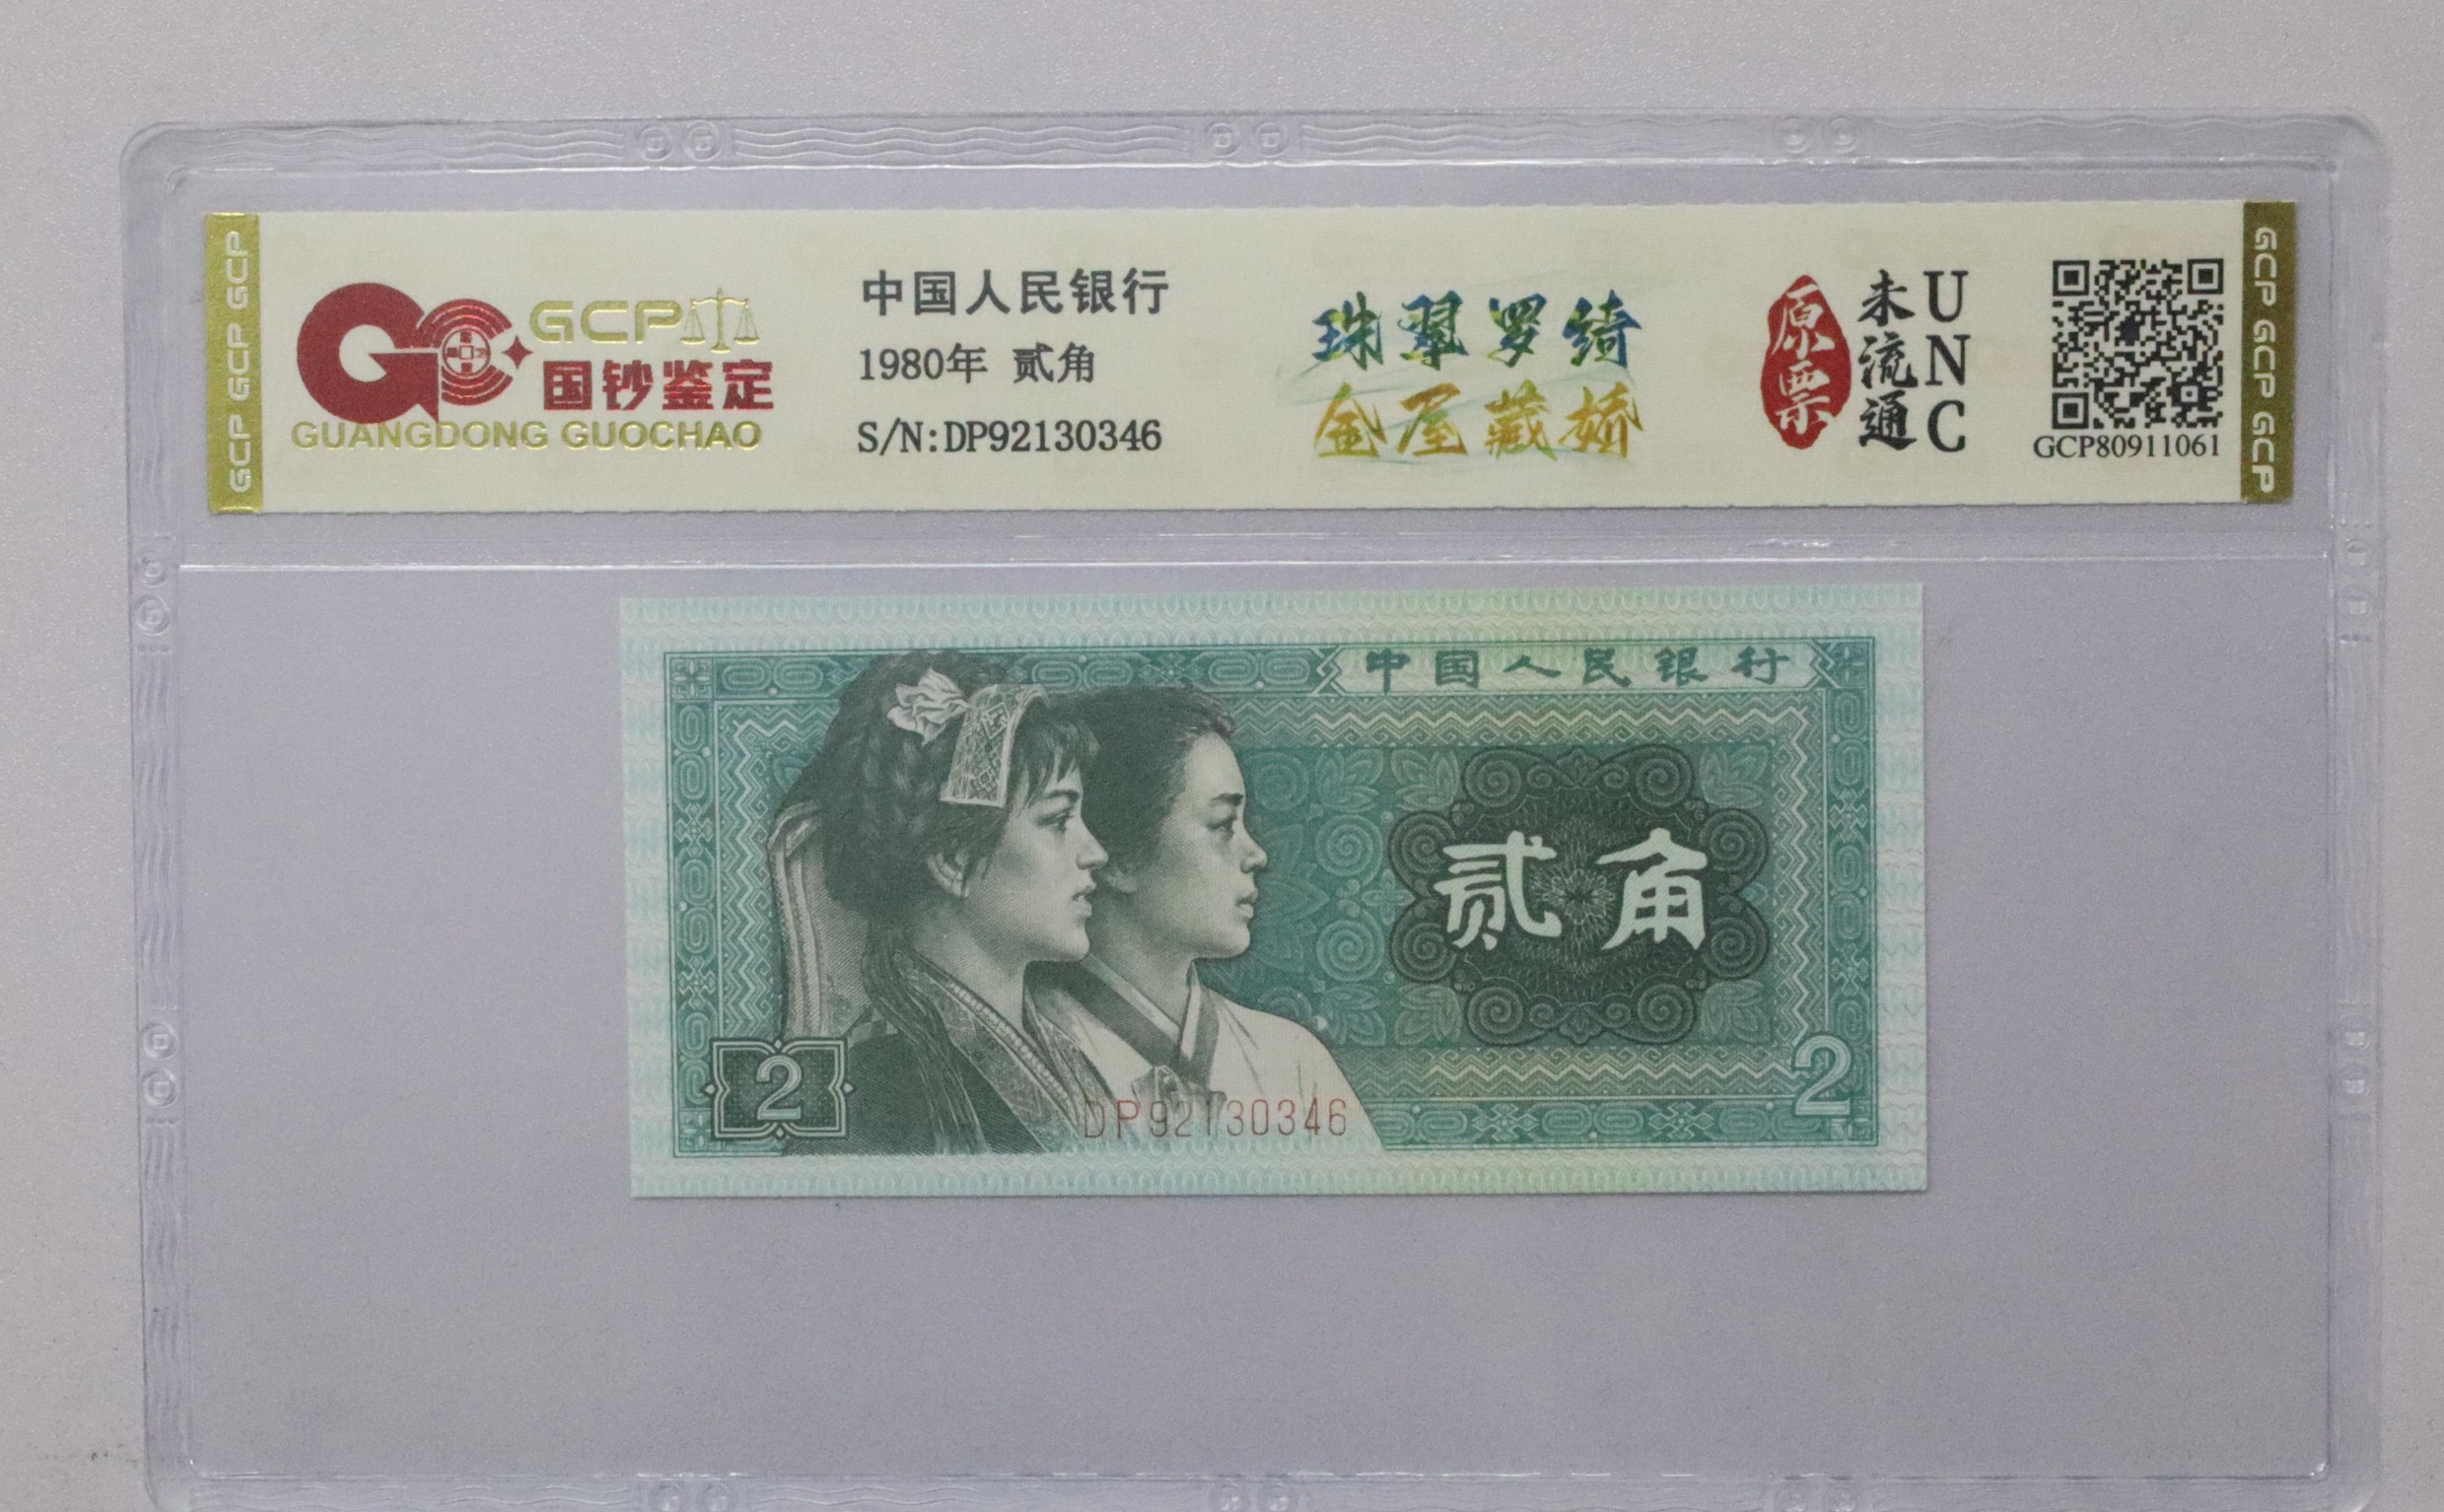 GCP GCP GCP
GCP
国钞鉴定
GUANGDONG GUOCHAO
中国人民银行
1980年 贰角
S/N:DP92130346
珠翠罗绮
金屋藏娇
原票
未流通
UNC
GCP80911061
GCP GCP GCP
中国人民银行
贰角
2
DP92130346
2